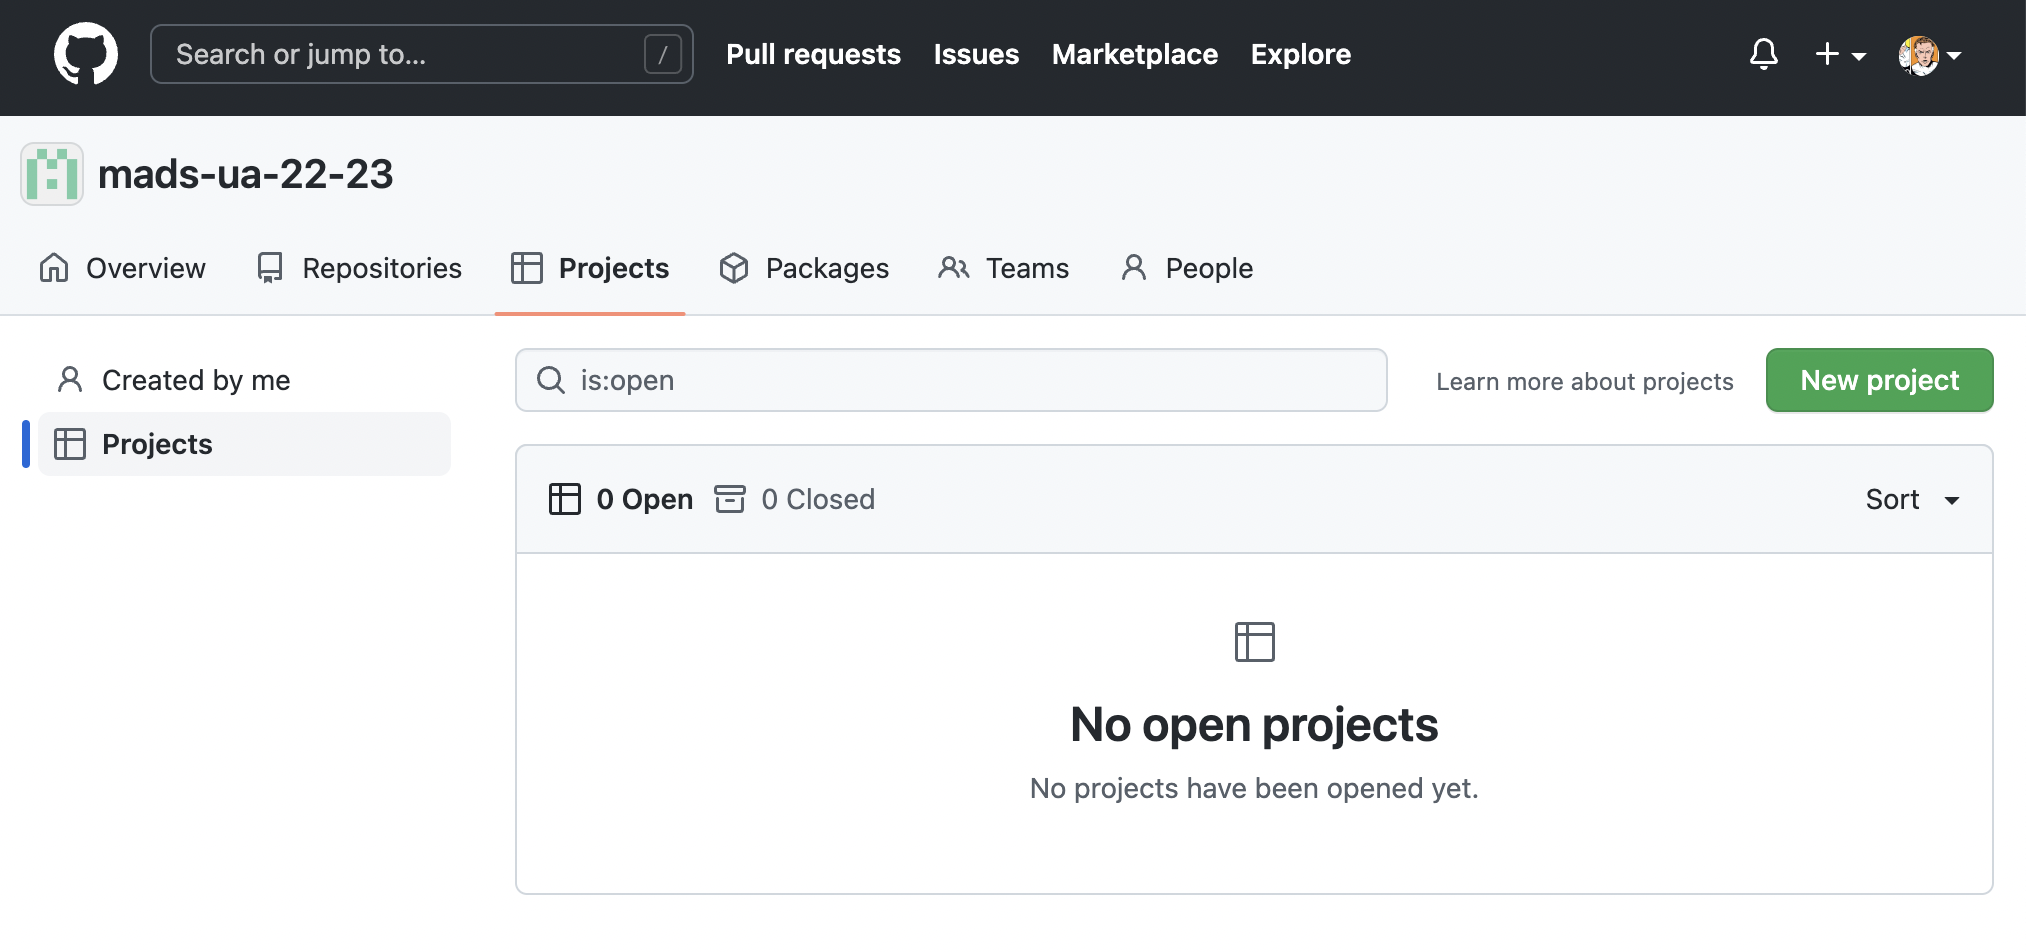 Search or jump to... / Pull requests Issues Marketplace Explore
mads-ua-22-23
Overview Repositories Projects Packages Teams People
Created by me
Projects
is:open Learn more about projects New project
0 Open 0 Closed Sort
No open projects
No projects have been opened yet.